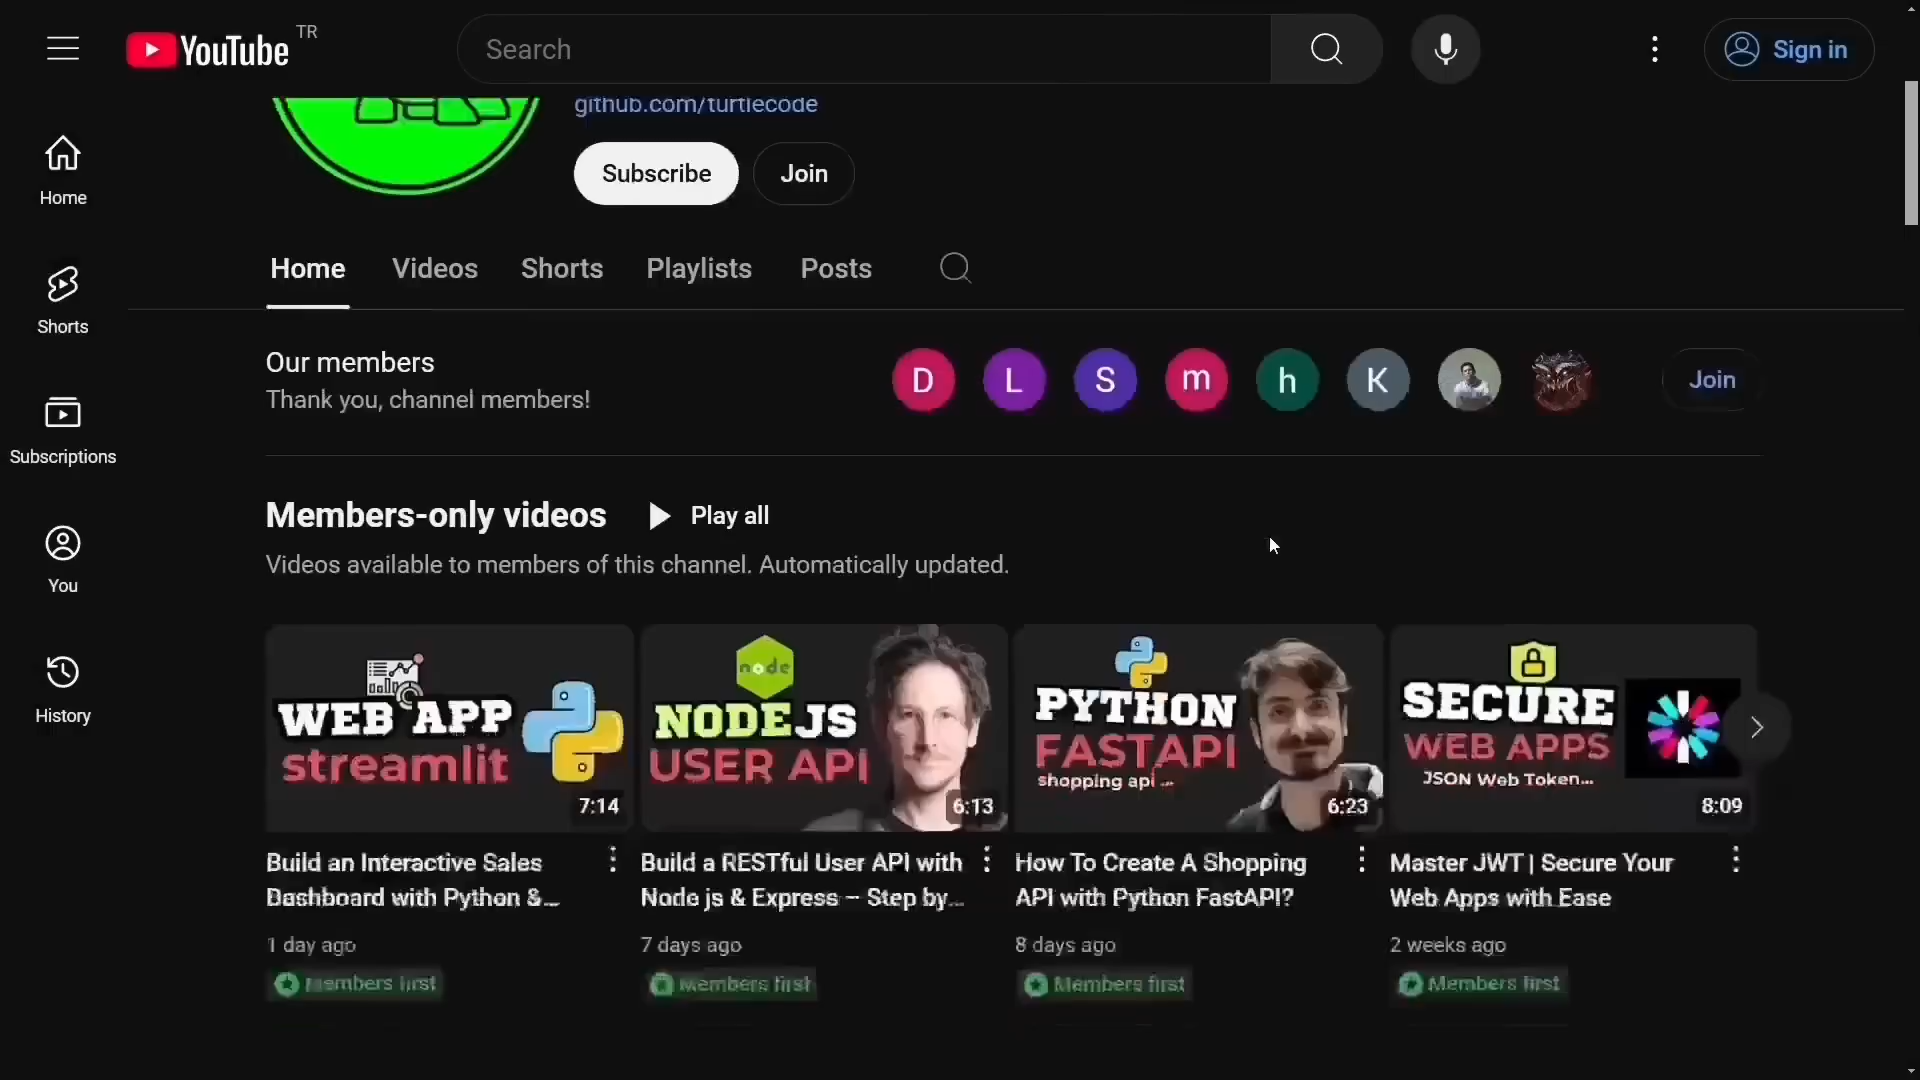 YouTube TR
Search
Sign in
github.com/turtlecode
Subscribe
Join
Home
Shorts
Subscriptions
You
History
Home
Videos
Shorts
Playlists
Posts
Our members
Thank you, channel members!
D
L
S
m
h
K
Join
Members-only videos
Play all
Videos available to members of this channel. Automatically updated.
WEB APP
streamlit
7:14
Build an Interactive Sales
Dashboard with Python &...
1 day ago
Members first
node
NODEJS
USER API
6:13
Build a RESTful User API with
Node js & Express – Step by...
7 days ago
Members first
PYTHON
FASTAPI
shopping api ...
6:23
How To Create A Shopping
API with Python FastAPI?
8 days ago
Members first
SECURE
WEB APPS
JSON Web Token...
8:09
Master JWT | Secure Your
Web Apps with Ease
2 weeks ago
Members first